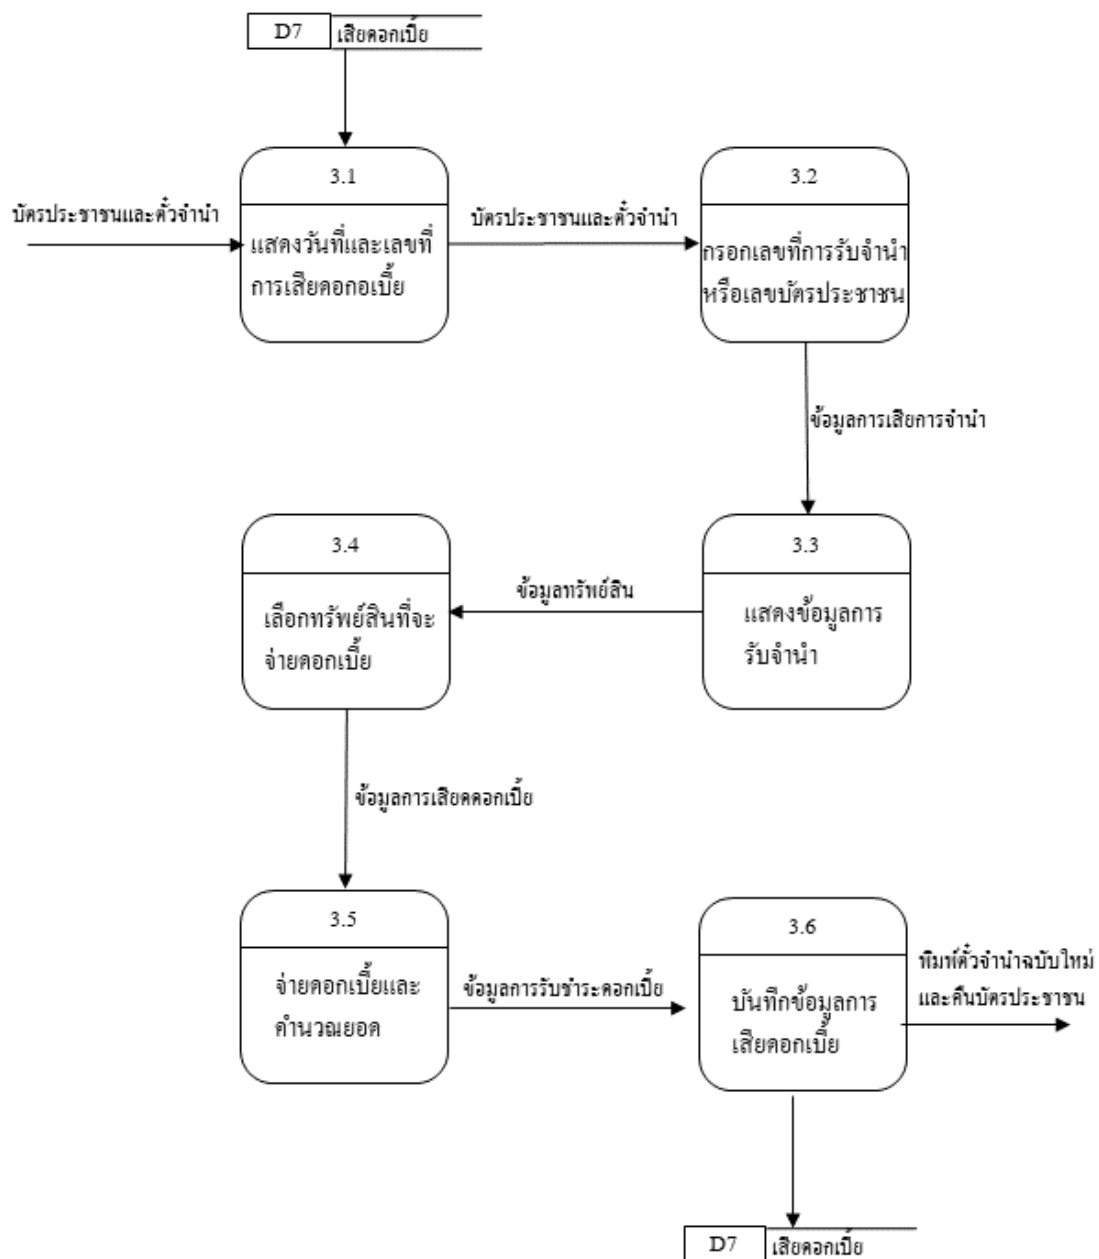 D7
เสียดอกเบี้ย
3.1
แสดงวันที่และเลขที่
การเสียดอกอเบี้ย
บัตรประชาชนและตั๋วจำนำ
บัตรประชาชนและตั๋วจำนำ
3.2
กรอกเลขที่การรับจำนำ
หรือเลขบัตรประชาชน
ข้อมูลการเสียการจำนำ
3.3
แสดงข้อมูลการ
รับจำนำ
ข้อมูลทรัพย์สิน
3.4
เลือกทรัพย์สินที่จะ
จ่ายดอกเบี้ย
ข้อมูลการเสียดดอกเบี้ย
3.5
จ่ายดอกเบี้ยและ
คำนวณยอด
ข้อมูลการรับชำระดอกเบี้ย
3.6
บันทึกข้อมูลการ
เสียดอกเบี้ย
พิมพ์ตั๋วจำนำฉบับใหม่
และคืนบัตรประชาชน
D7
เสียดอกเบี้ย